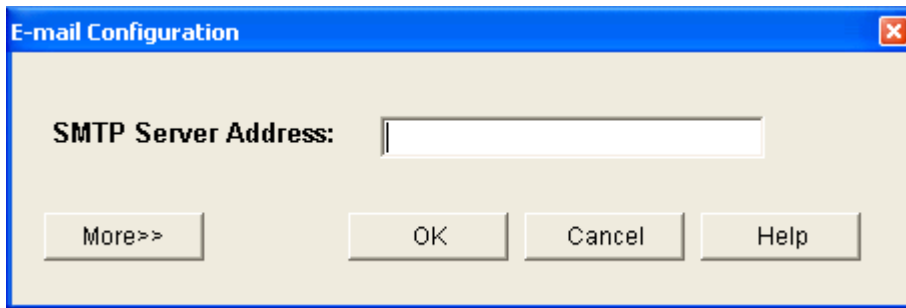 E-mail Configuration
SMTP Server Address:
More>> OK Cancel Help